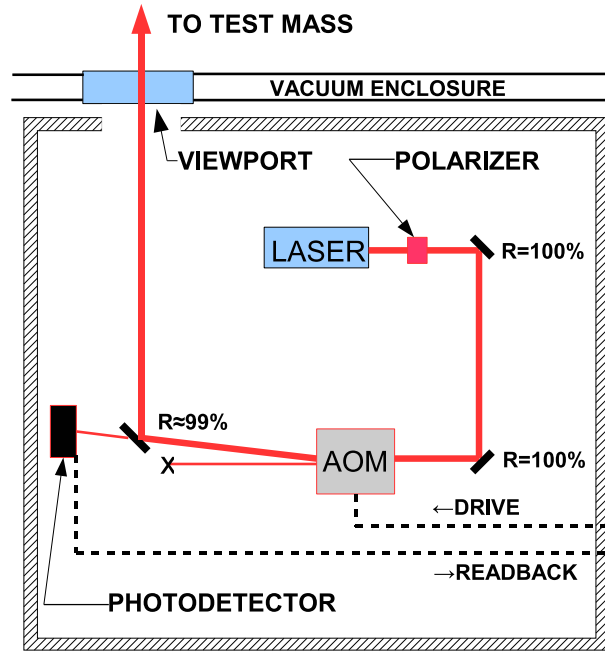 TO TEST MASS
VACUUM ENCLOSURE
VIEWPORT
POLARIZER
LASER
R=100%
R≈99%
AOM
R=100%
X
←DRIVE
→READBACK
PHOTODETECTOR